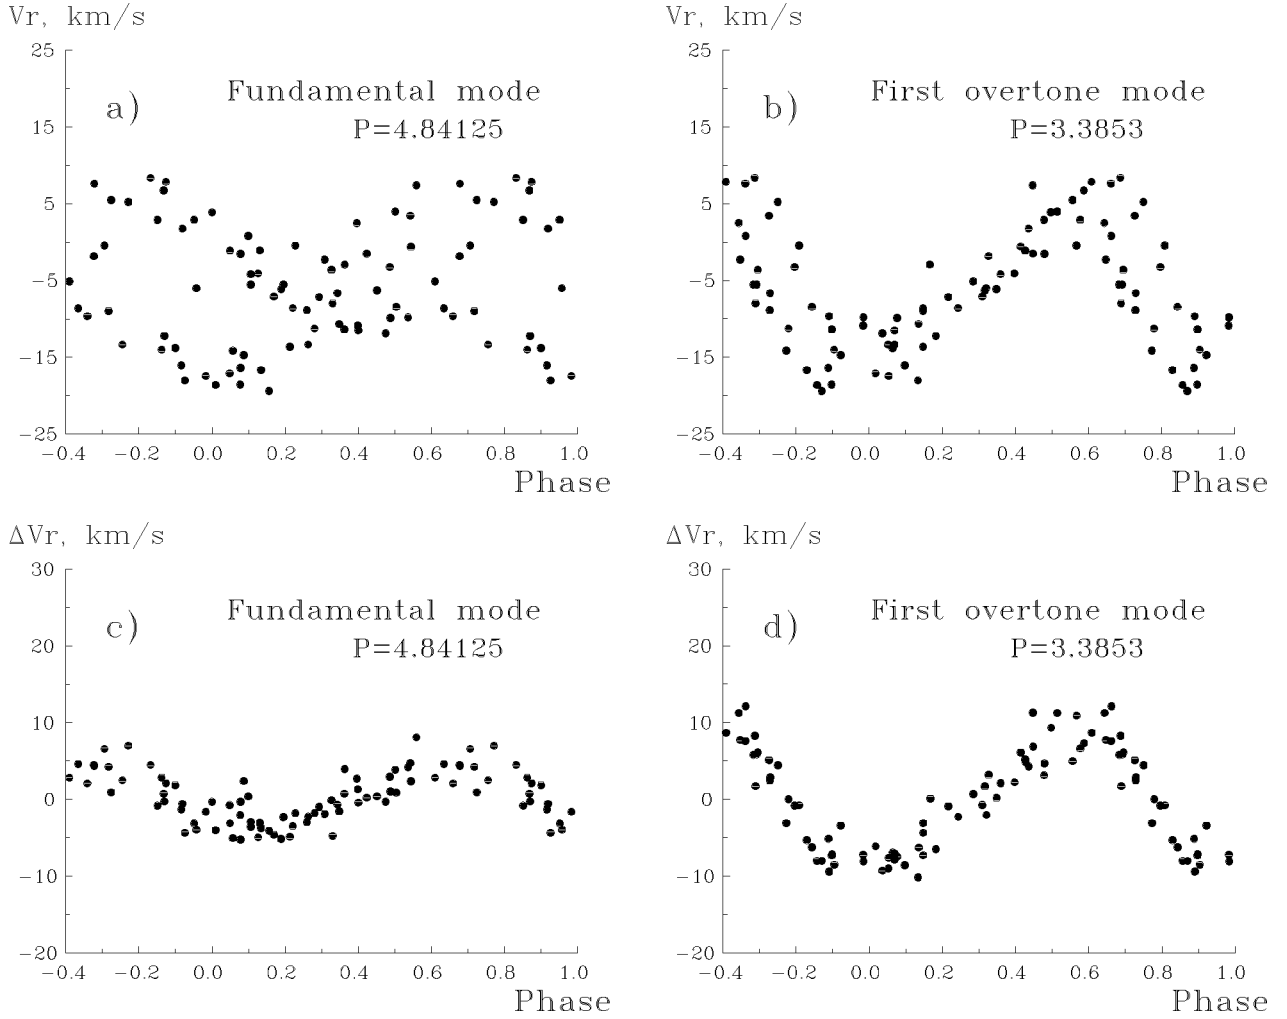 Vr, km/s
25
15
5
−5
−15
−25
a)
Fundamental mode
P=4.84125
−0.4 −0.2 0.0 0.2 0.4 0.6 0.8 1.0
Phase
Vr, km/s
25
15
5
−5
−15
−25
b)
First overtone mode
P=3.3853
−0.4 −0.2 0.0 0.2 0.4 0.6 0.8 1.0
Phase
ΔVr, km/s
30
20
10
0
−10
−20
c)
Fundamental mode
P=4.84125
−0.4 −0.2 0.0 0.2 0.4 0.6 0.8 1.0
Phase
ΔVr, km/s
30
20
10
0
−10
−20
d)
First overtone mode
P=3.3853
−0.4 −0.2 0.0 0.2 0.4 0.6 0.8 1.0
Phase